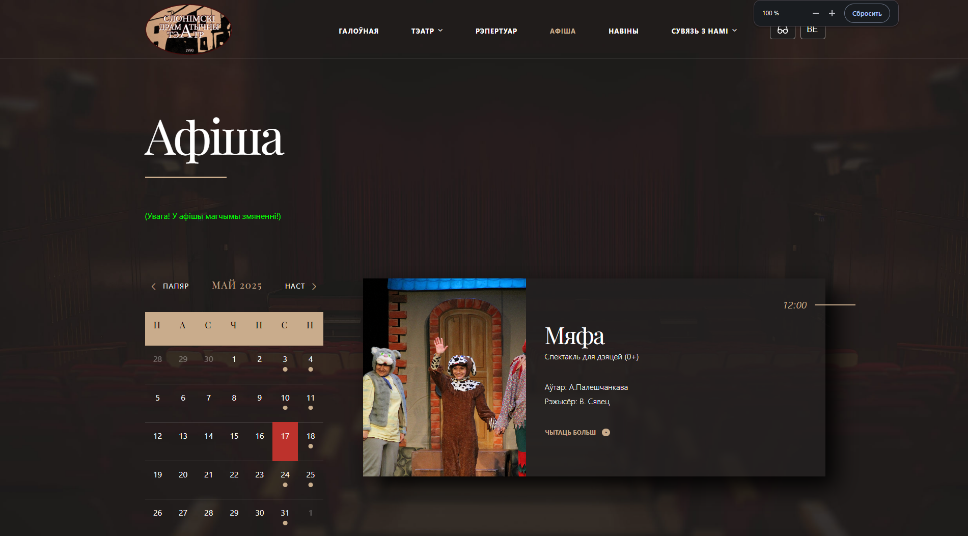 СЛОНІМСКІ
ДРАМАТЫЧНЫ
ТЭАТР
1990
ГАЛОЎНАЯ
ТЭАТР
РЭПЕРТУАР
АФІША
НАВІНЫ
СУВЯЗЬ З НАМІ
BE
100 %
Сбросить
Афіша
(Увага! У афішы магчымы змяненні!)
ПАПЯР
МАЙ 2025
НАСТ
П А С Ч П С Н
28 29 30 1 2 3 4
5 6 7 8 9 10 11
12 13 14 15 16 17 18
19 20 21 22 23 24 25
26 27 28 29 30 31 1
12:00
Мяфа
Спектакль для дзяцей (0+)
Аўтар: А.Палешчанкава
Рэжысёр: В. Сявец
ЧЫТАЦЬ БОЛЬШ